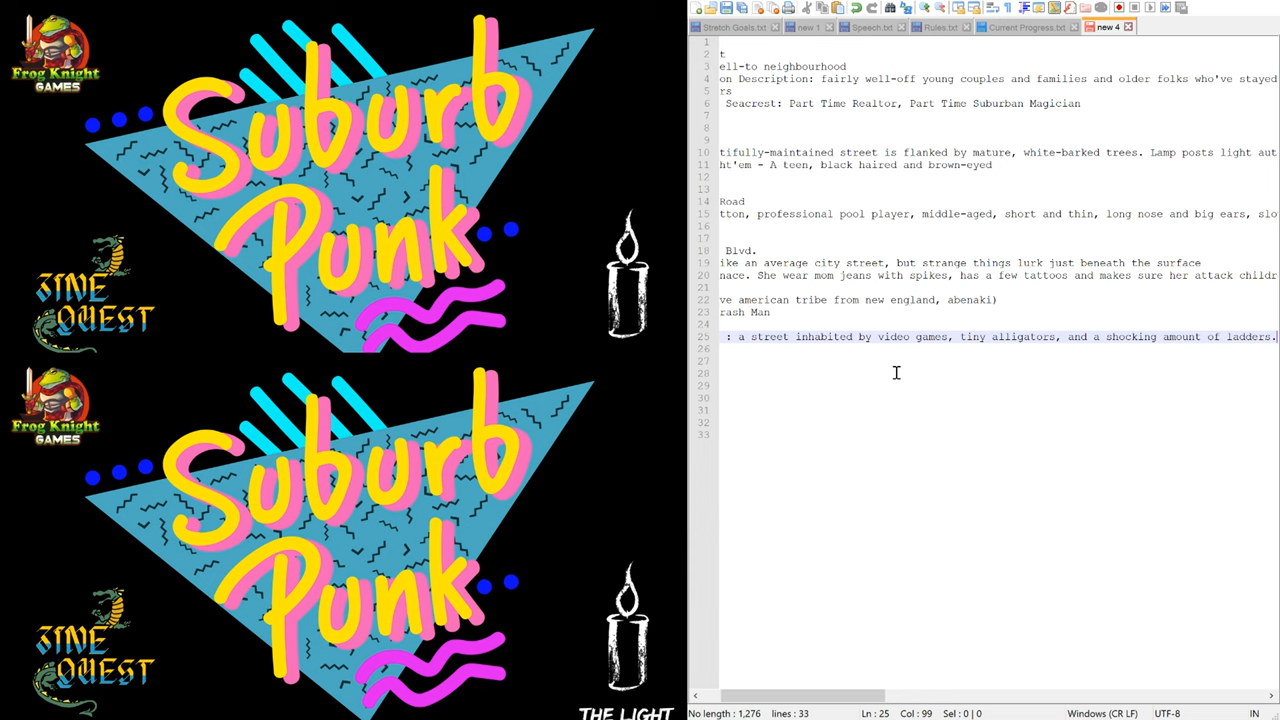 Frog Knight
GAMES
Suburb
Punk
ZINE
QUEST
Frog Knight
GAMES
Suburb
Punk
ZINE
QUEST
THE LIGHT
Stretch Goals.txt
new 1
Speech.txt
Rules.txt
Current Progress.txt
new 4
1
2 t
3 ell-to neighbourhood
4 on Description: fairly well-off young couples and families and older folks who've stayed
5 rs
6 Seacrest: Part Time Realtor, Part Time Suburban Magician
7
8
9
10 tifully-maintained street is flanked by mature, white-barked trees. Lamp posts light aut
11 ht'em - A teen, black haired and brown-eyed
12
13
14 Road
15 tton, professional pool player, middle-aged, short and thin, long nose and big ears, slo
16
17
18 Blvd.
19 ike an average city street, but strange things lurk just beneath the surface
20 nace. She wear mom jeans with spikes, has a few tattoos and makes sure her attack childr
21
22 ve american tribe from new england, abenaki)
23 rash Man
24
25 : a street inhabited by video games, tiny alligators, and a shocking amount of ladders.
26
27
28
29
30
31
32
33
No length : 1,276 lines : 33 Ln : 25 Col : 99 Sel : 0 | 0 Windows (CR LF) UTF-8 IN